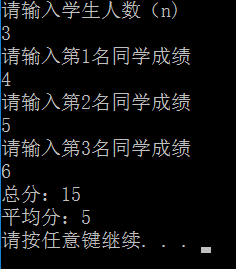 请输入学生人数（n)
3
请输入第1名同学成绩
4
请输入第2名同学成绩
5
请输入第3名同学成绩
6
总分：15
平均分：5
请按任意键继续. . .